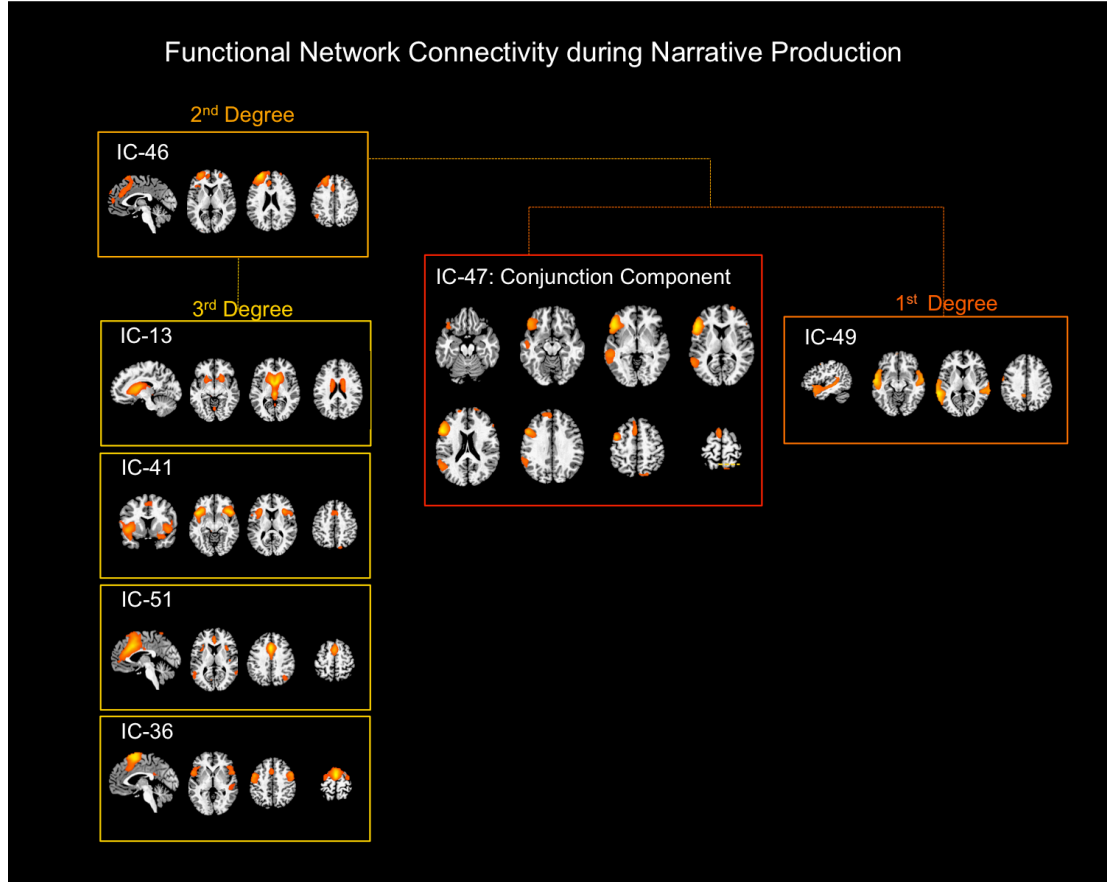 Functional Network Connectivity during Narrative Production
2nd Degree
IC-46
3rd Degree
IC-13
IC-41
IC-51
IC-36
IC-47: Conjunction Component
1st Degree
IC-49